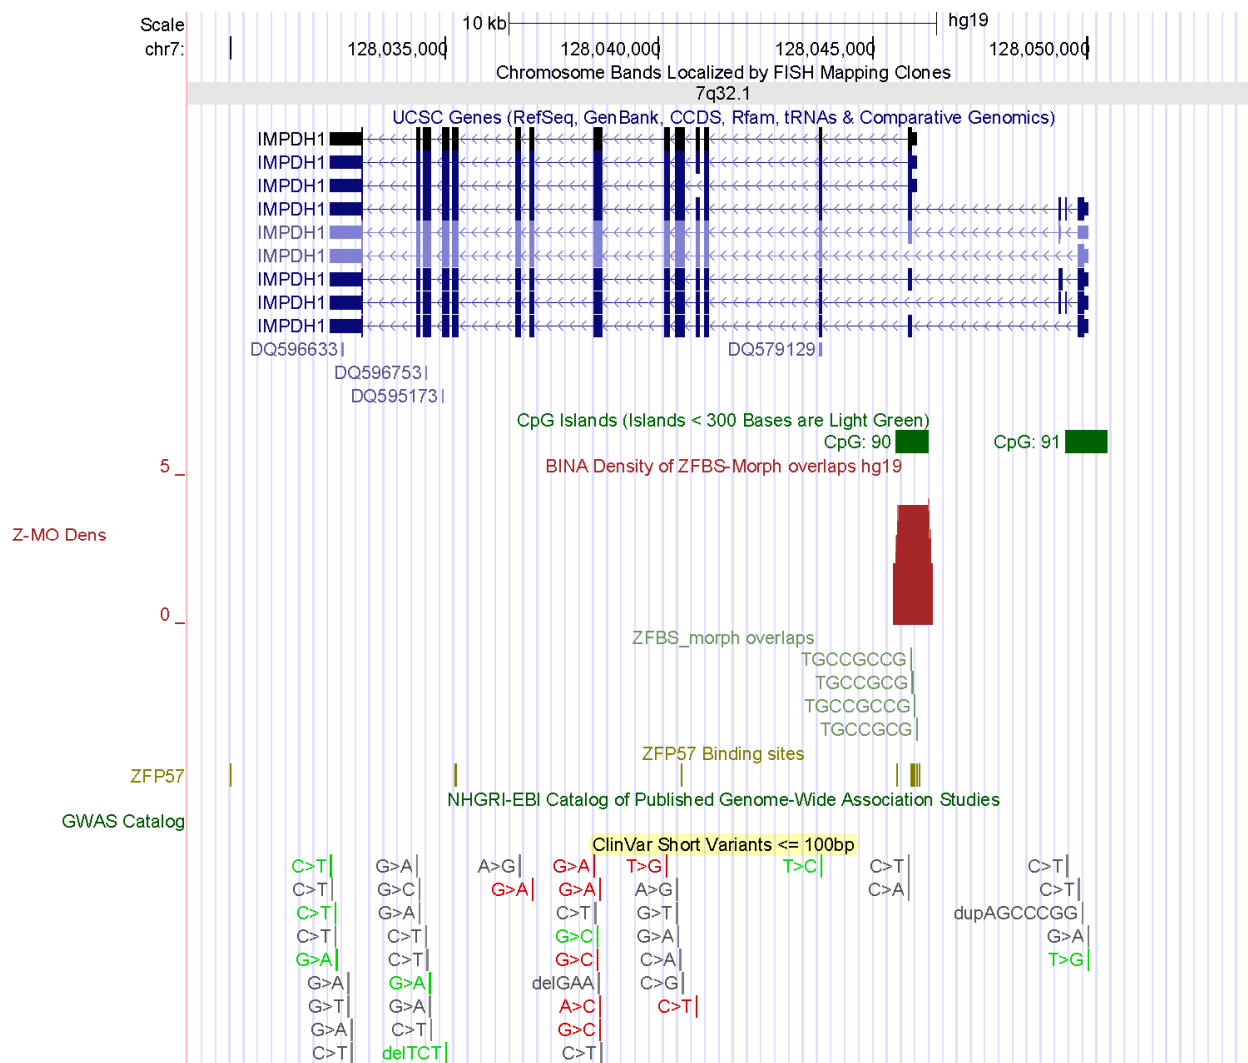 Scale 10 kb hg19
chr7: 128,035,000 128,040,000 128,045,000 128,050,000
Chromosome Bands Localized by FISH Mapping Clones
7q32.1
UCSC Genes (RefSeq, GenBank, CCDS, Rfam, tRNAs & Comparative Genomics)
IMPDH1
IMPDH1
IMPDH1
IMPDH1
IMPDH1
IMPDH1
IMPDH1
IMPDH1
IMPDH1
DQ596633 DQ579129
DQ596753
DQ595173
CpG Islands (Islands < 300 Bases are Light Green)
CpG: 90 CpG: 91
5 BINA Density of ZFBS-Morph overlaps hg19
Z-MO Dens
0
ZFBS_morph overlaps
TGCCGCCG
TGCCGCG
TGCCGCCG
TGCCGCG
ZFP57 Binding sites
ZFP57
NHGRI-EBI Catalog of Published Genome-Wide Association Studies
GWAS Catalog
ClinVar Short Variants <= 100bp
C>T G>A A>G G>A T>G T>C C>T C>T
C>T G>C G>A G>A A>G C>A C>T
C>T G>A C>T G>T dupAGCCCGG
C>T C>T G>C G>A G>A
G>A C>T G>C C>A T>G
G>A G>A delGAA C>G
G>T G>A A>C C>T
G>A C>T G>C
C>T delTCT C>T